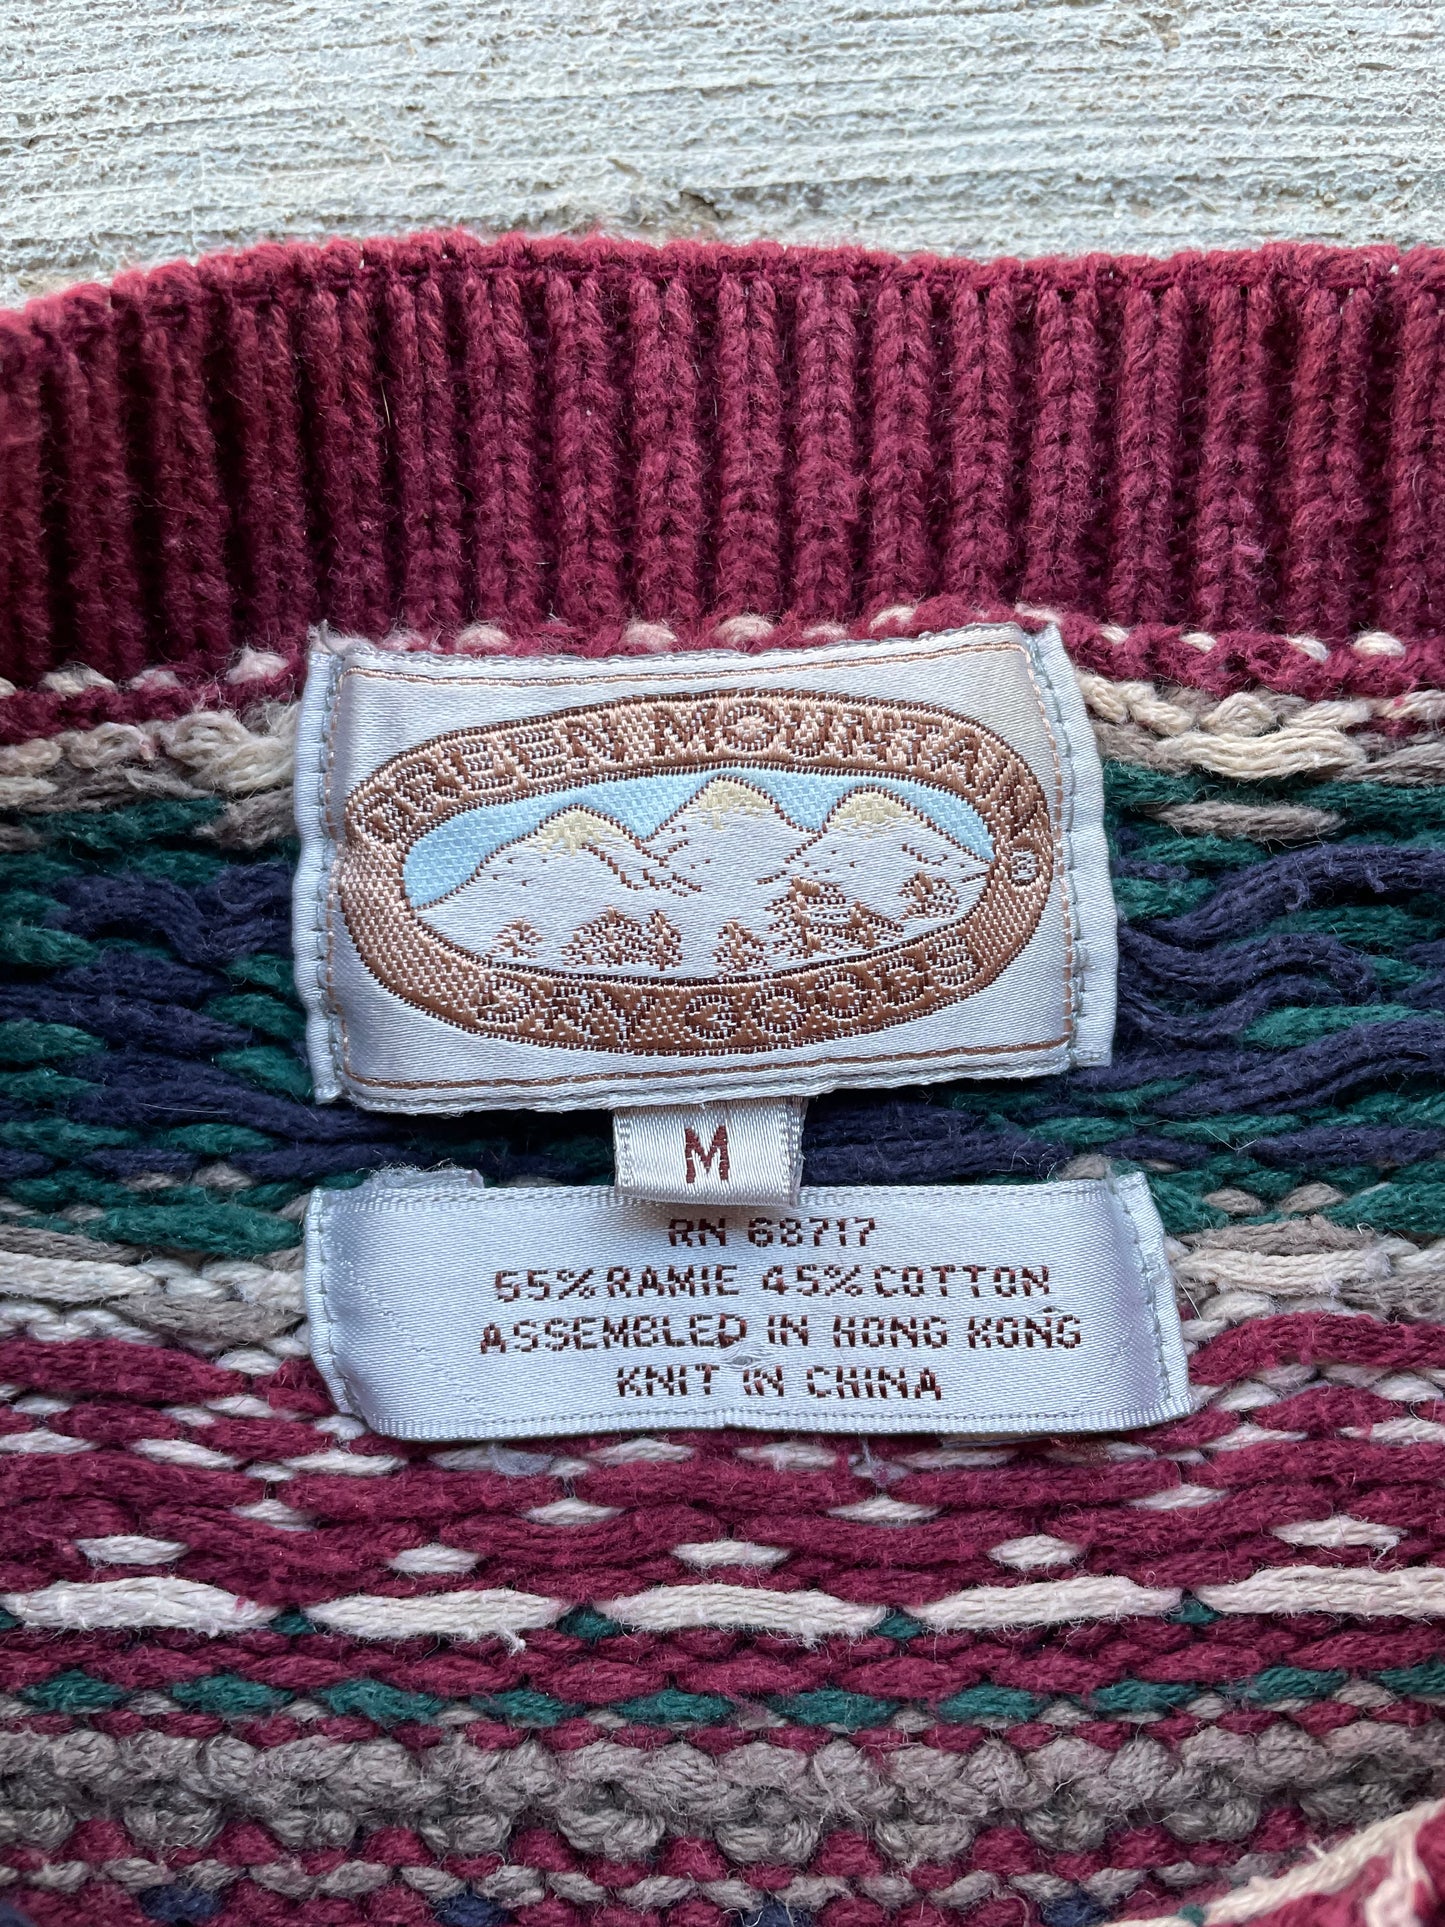 GREEN MOUNTAIN ®
DRY GOODS
M
RN 68717
55% RAMIE 45% COTTON
ASSEMBLED IN HONG KONG
KNIT IN CHINA